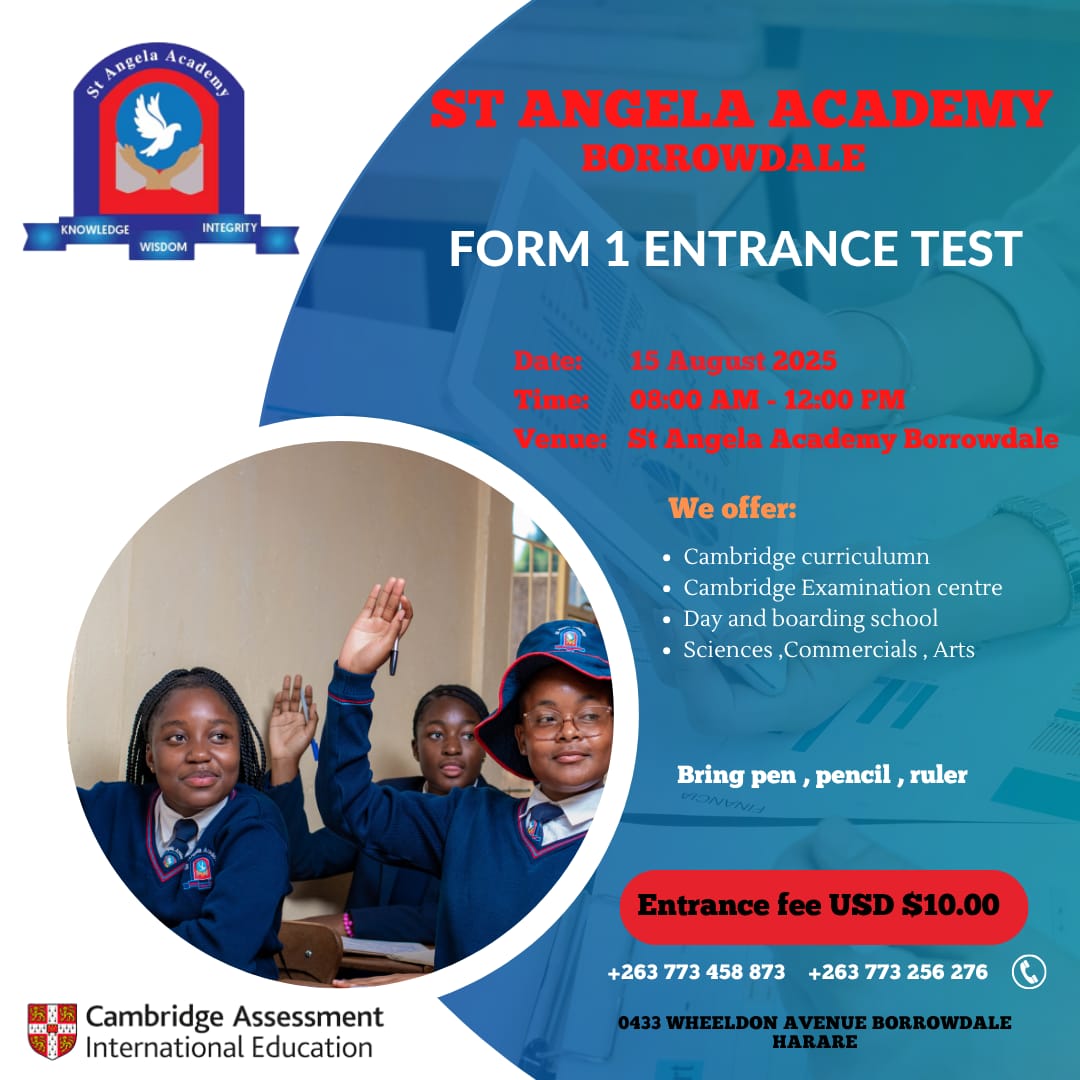 St Angela Academy
KNOWLEDGE
WISDOM
INTEGRITY
ST ANGELA ACADEMY
BORROWDALE
FORM 1 ENTRANCE TEST
Date: 15 August 2025
Time: 08:00 AM - 12:00 PM
Venue: St Angela Academy Borrowdale
We offer:
• Cambridge curriculumn
• Cambridge Examination centre
• Day and boarding school
• Sciences ,Commercials , Arts
Bring pen , pencil , ruler
FINANCIA
Entrance fee USD $10.00
+263 773 458 873 +263 773 256 276
0433 WHEELDON AVENUE BORROWDALE
HARARE
Cambridge Assessment
International Education